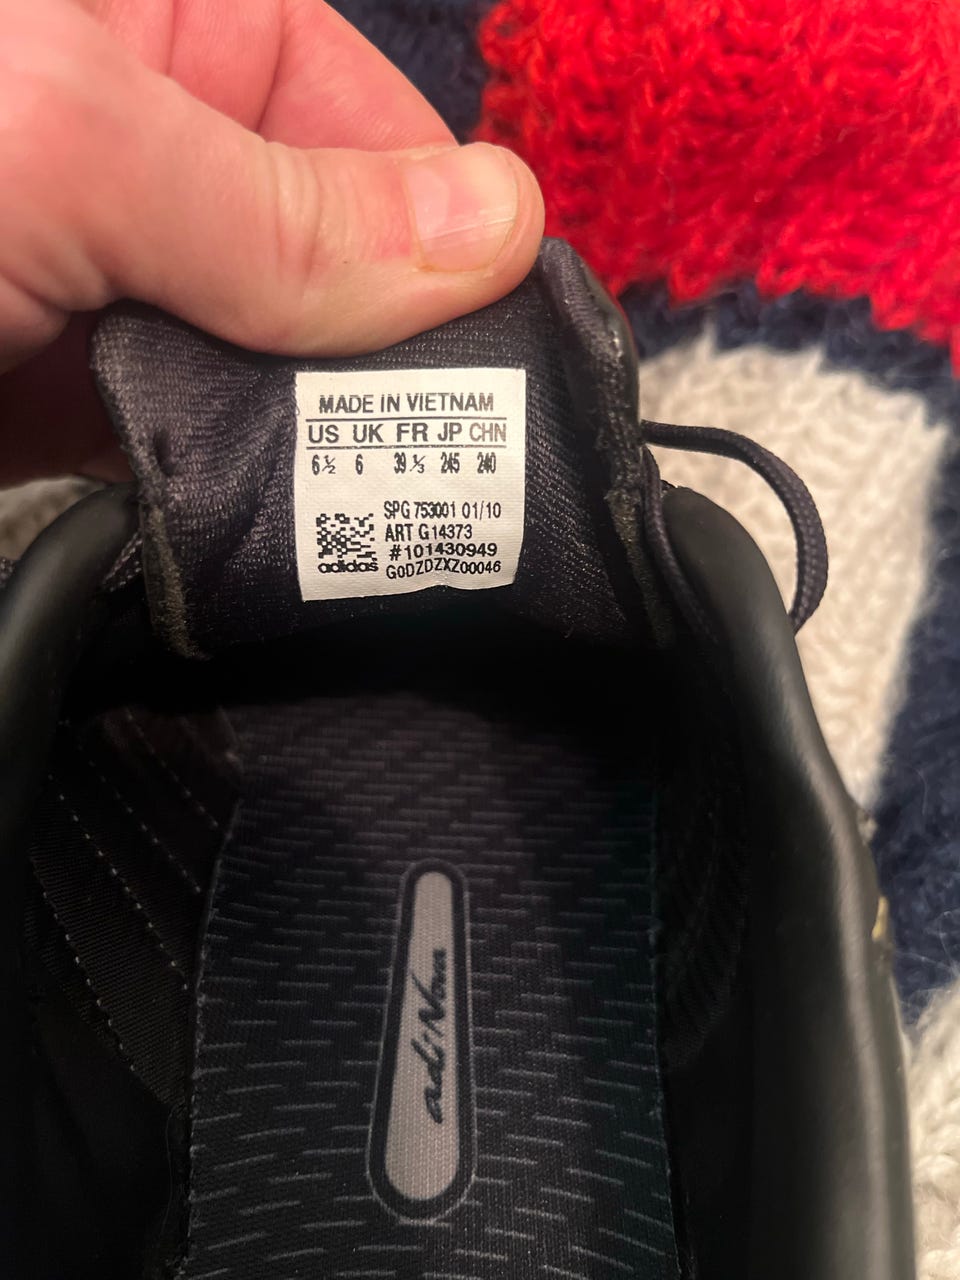 MADE IN VIETNAM
US UK FR JP CHN
6½ 6 39⅓ 245 240
SPG 753001 01/10
ART G14373
#101430949
adidas G0DZDZXZ00046
adiNova